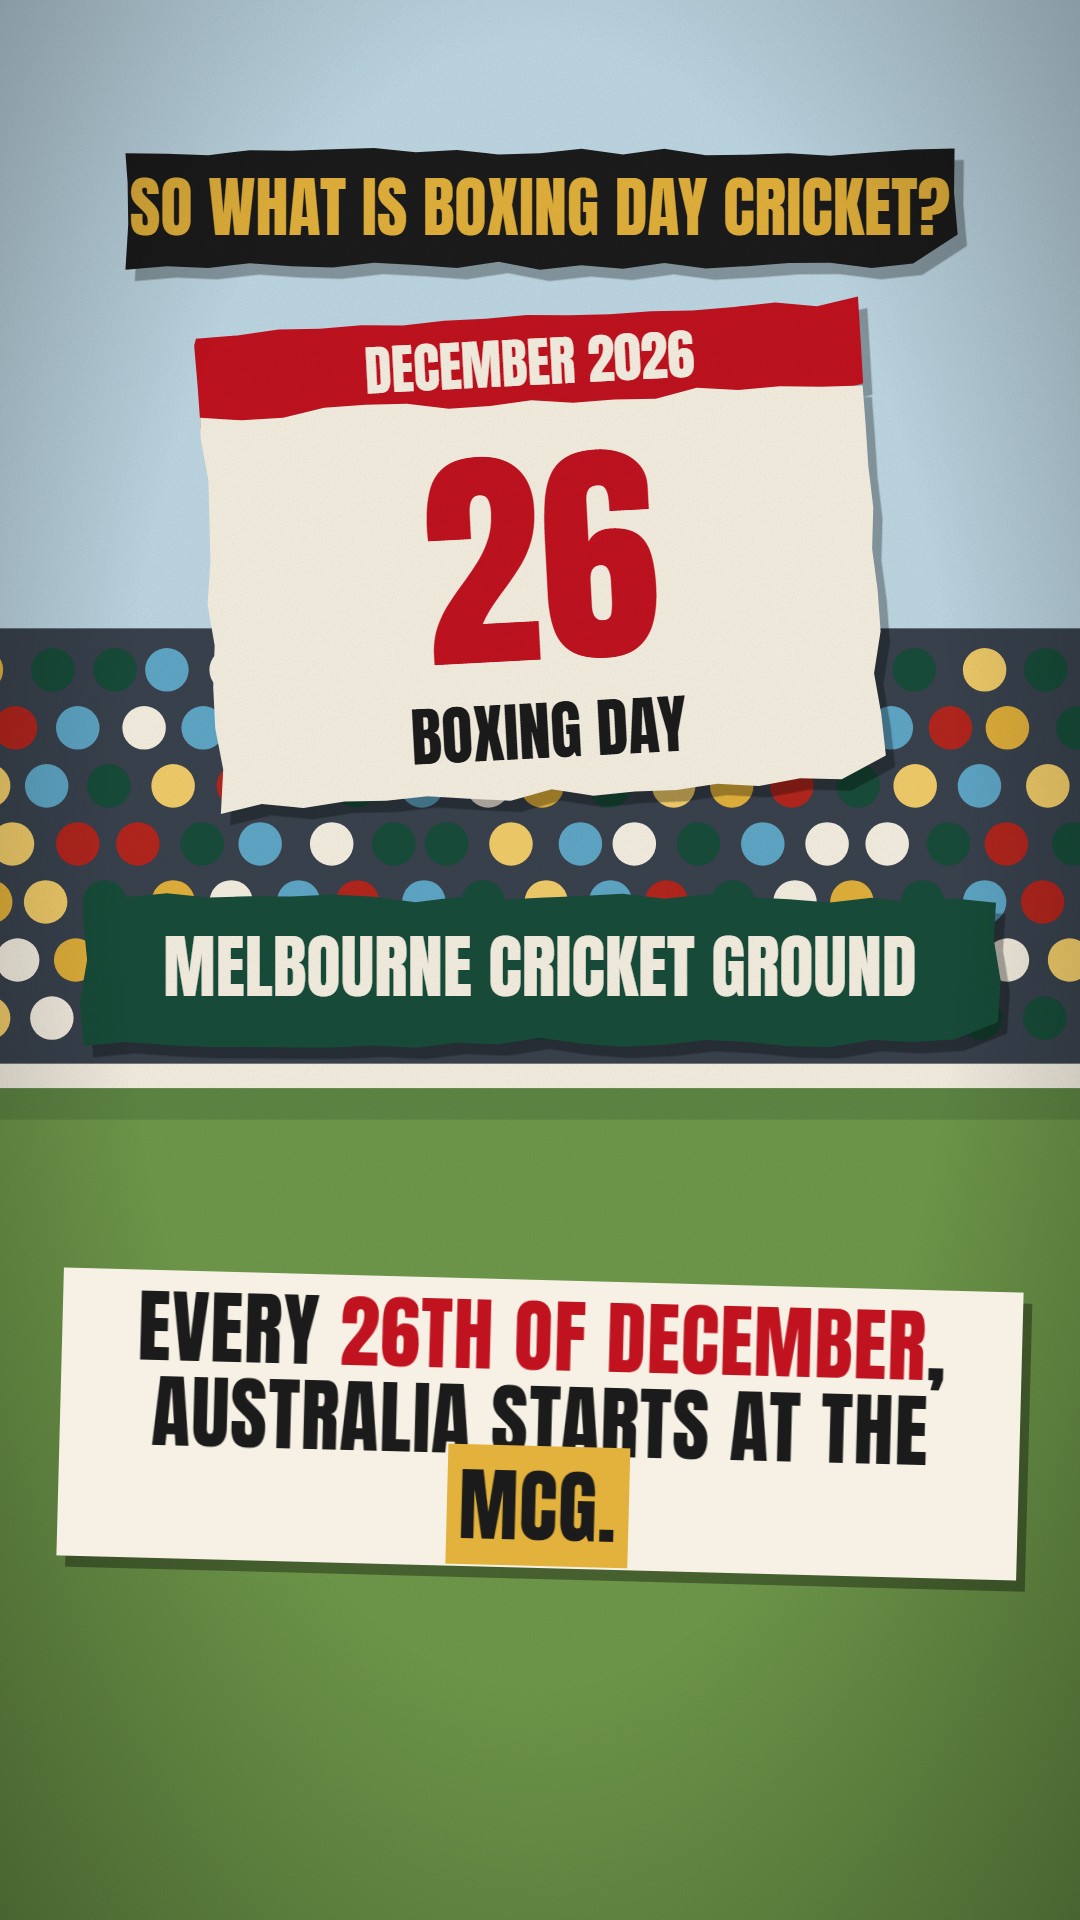 SO WHAT IS BOXING DAY CRICKET?
DECEMBER 2026
26
BOXING DAY
MELBOURNE CRICKET GROUND
EVERY 26TH OF DECEMBER,
AUSTRALIA STARTS AT THE
MCG.